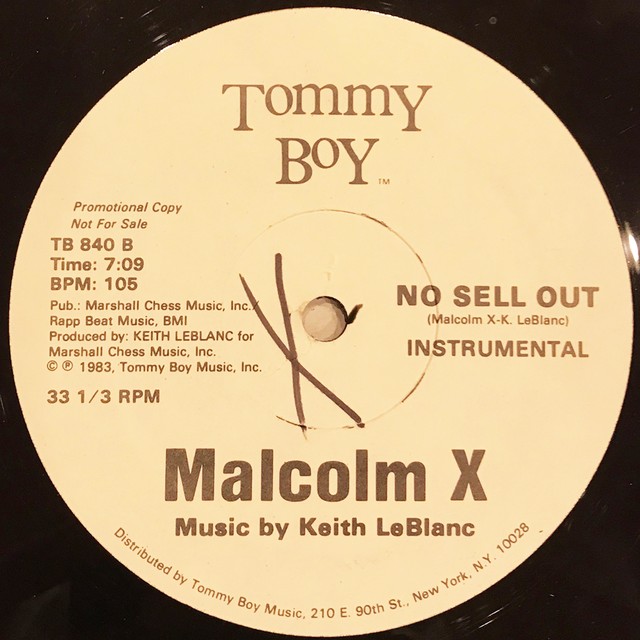 TOMMY
BOY™
Promotional Copy
Not For Sale
TB 840 B
Time: 7:09
BPM: 105
Pub.: Marshall Chess Music, Inc./
Rapp Beat Music, BMI
Produced by: KEITH LEBLANC for
Marshall Chess Music, Inc.
© ℗ 1983, Tommy Boy Music, Inc.
33 1/3 RPM
NO SELL OUT
(Malcolm X-K. LeBlanc)
INSTRUMENTAL
Malcolm X
Music by Keith LeBlanc
Distributed by Tommy Boy Music, 210 E. 90th St., New York, N.Y. 10028